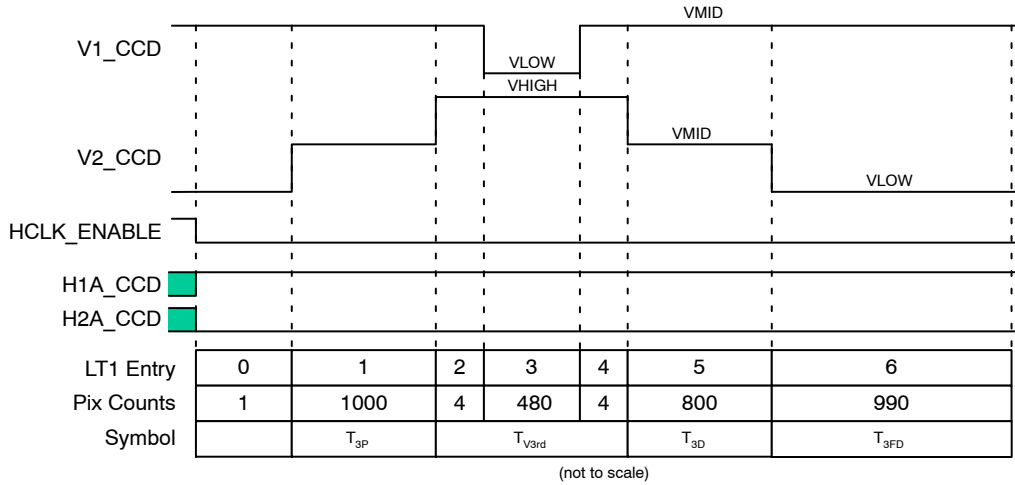 VMID
V1_CCD
VLOW
VHIGH
V2_CCD
VMID
VLOW
HCLK_ENABLE
H1A_CCD
H2A_CCD
LT1 Entry 0 1 2 3 4 5 6
Pix Counts 1 1000 4 480 4 800 990
Symbol T3P TV3rd T3D T3FD
(not to scale)